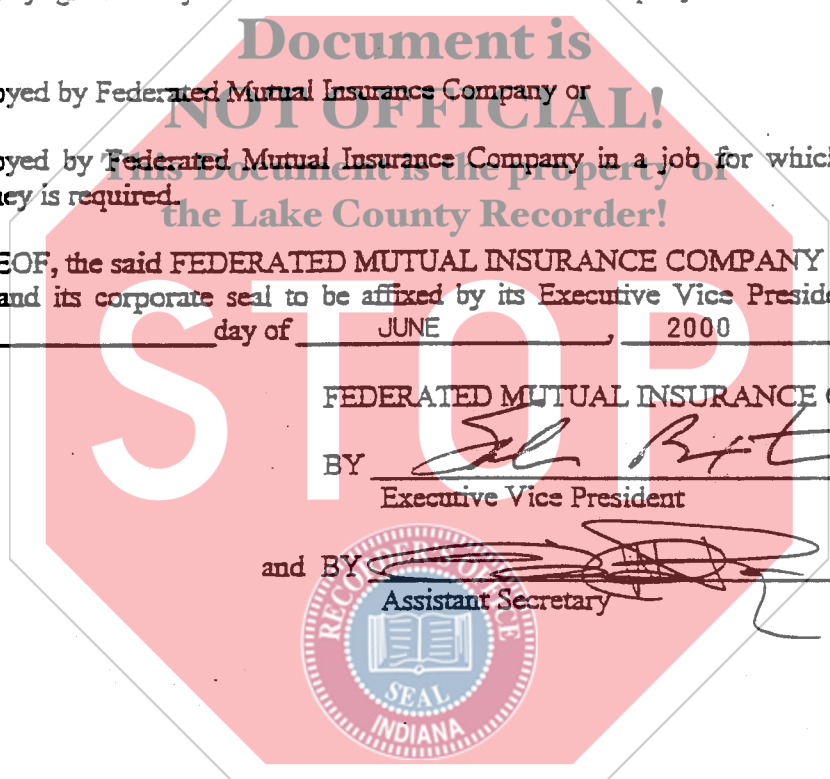 Document is
oyed by Federated Mutual Insurance Company or
NOT OFFICIAL!
oyed by Federated Mutual Insurance Company in a job for which
This Document is the property of
ney is required.
the Lake County Recorder!
EOF, the said FEDERATED MUTUAL INSURANCE COMPANY
and its corporate seal to be affixed by its Executive Vice Preside
day of JUNE , 2000
STOP
FEDERATED MUTUAL INSURANCE C
BY
Executive Vice President
and BY
Assistant Secretary
RECORDER'S OFFICE
SEAL
INDIANA